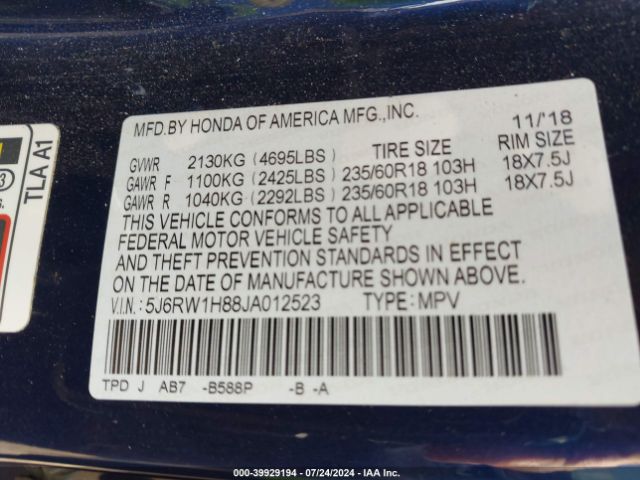 MFD.BY HONDA OF AMERICA MFG.,INC. 11/'18
TIRE SIZE RIM SIZE
GVWR 2130KG (4695LBS)
GAWR F 1100KG (2425LBS) 235/60R18 103H 18X7.5J
GAWR R 1040KG (2292LBS) 235/60R18 103H 18X7.5J
THIS VEHICLE CONFORMS TO ALL APPLICABLE
FEDERAL MOTOR VEHICLE SAFETY
AND THEFT PREVENTION STANDARDS IN EFFECT
ON THE DATE OF MANUFACTURE SHOWN ABOVE.
V.I.N.: 5J6RW1H88JA012523 TYPE: MPV
TPD J AB7 -B588P -B -A
TLA A1
000-39929194 - 07/24/2024 - IAA Inc.